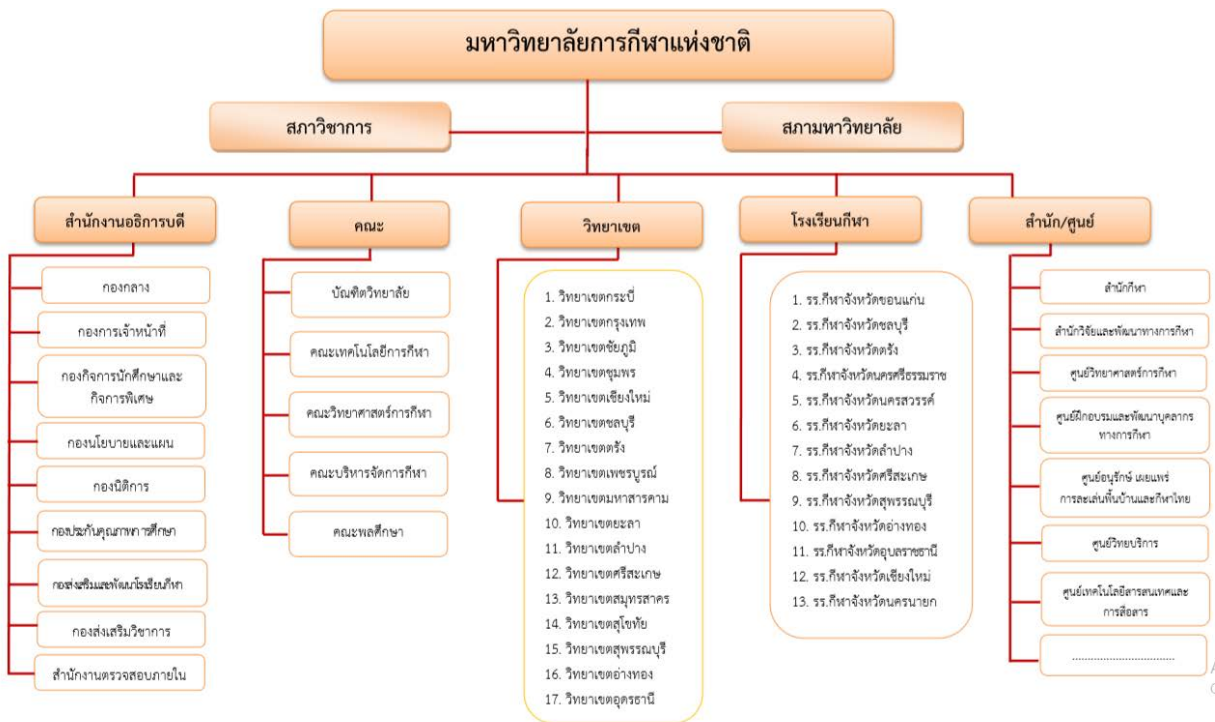 มหาวิทยาลัยการกีฬาแห่งชาติ
สภาวิชาการ
สภามหาวิทยาลัย
สำนักงานอธิการบดี
กองกลาง
กองการเจ้าหน้าที่
กองกิจการนักศึกษาและ
กิจการพิเศษ
กองนโยบายและแผน
กองนิติการ
กองประกันคุณภาพการศึกษา
กองส่งเสริมและพัฒนาโรงเรียนกีฬา
กองส่งเสริมวิชาการ
สำนักงานตรวจสอบภายใน
คณะ
บัณฑิตวิทยาลัย
คณะเทคโนโลยีการกีฬา
คณะวิทยาศาสตร์การกีฬา
คณะบริหารจัดการกีฬา
คณะพลศึกษา
วิทยาเขต
1. วิทยาเขตกระบี่
2. วิทยาเขตกรุงเทพ
3. วิทยาเขตชัยภูมิ
4. วิทยาเขตชุมพร
5. วิทยาเขตเชียงใหม่
6. วิทยาเขตชลบุรี
7. วิทยาเขตตรัง
8. วิทยาเขตเพชรบูรณ์
9. วิทยาเขตมหาสารคาม
10. วิทยาเขตยะลา
11. วิทยาเขตลำปาง
12. วิทยาเขตศรีสะเกษ
13. วิทยาเขตสมุทรสาคร
14. วิทยาเขตสุโขทัย
15. วิทยาเขตสุพรรณบุรี
16. วิทยาเขตอ่างทอง
17. วิทยาเขตอุดรธานี
โรงเรียนกีฬา
1. รร.กีฬาจังหวัดขอนแก่น
2. รร.กีฬาจังหวัดชลบุรี
3. รร.กีฬาจังหวัดตรัง
4. รร.กีฬาจังหวัดนครศรีธรรมราช
5. รร.กีฬาจังหวัดนครสวรรค์
6. รร.กีฬาจังหวัดยะลา
7. รร.กีฬาจังหวัดลำปาง
8. รร.กีฬาจังหวัดศรีสะเกษ
9. รร.กีฬาจังหวัดสุพรรณบุรี
10. รร.กีฬาจังหวัดอ่างทอง
11. รร.กีฬาจังหวัดอุบลราชธานี
12. รร.กีฬาจังหวัดเชียงใหม่
13. รร.กีฬาจังหวัดนครนายก
สำนัก/ศูนย์
สำนักกีฬา
สำนักวิจัยและพัฒนาทางการกีฬา
ศูนย์วิทยาศาสตร์การกีฬา
ศูนย์ฝึกอบรมและพัฒนาบุคลากร
ทางการกีฬา
ศูนย์อนุรักษ์ เผยแพร่
การละเล่นพื้นบ้านและกีฬาไทย
ศูนย์วิทยบริการ
ศูนย์เทคโนโลยีสารสนเทศและ
การสื่อสาร
................................